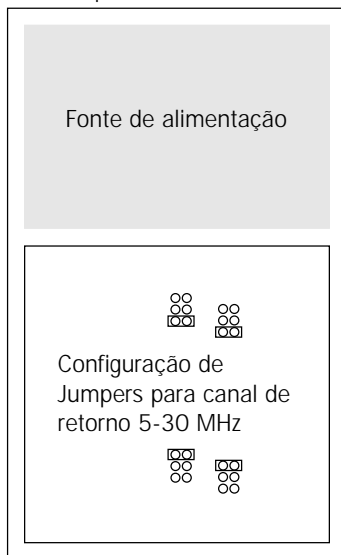 Fonte de alimentação
Configuração de
Jumpers para canal de
retorno 5-30 MHz